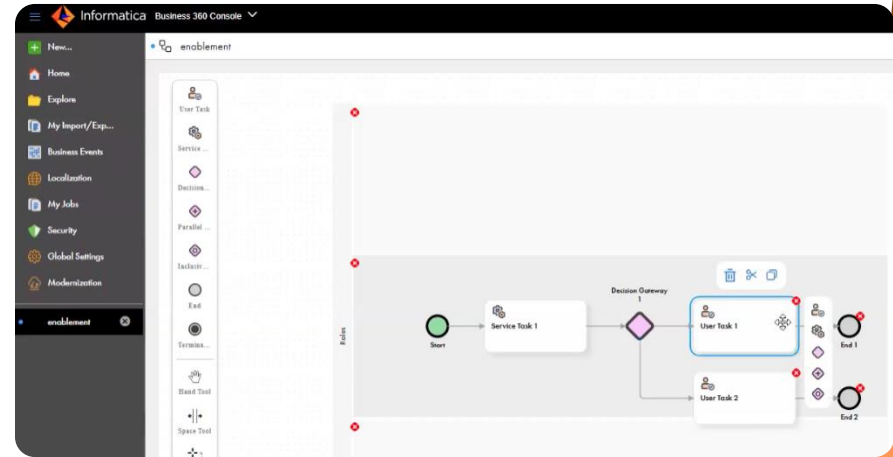 Informatica Business 360 Console
New...
Home
Explore
My Import/Exp...
Business Events
Localization
My Jobs
Security
Global Settings
Modernization
enablement
enablement
User Task
Service ...
Decision...
Parallel ...
Inclusiv...
End
Termina...
Hand Tool
Space Tool
Roles
Start
Service Task 1
Decision Gateway
1
User Task 1
End 1
User Task 2
End 2